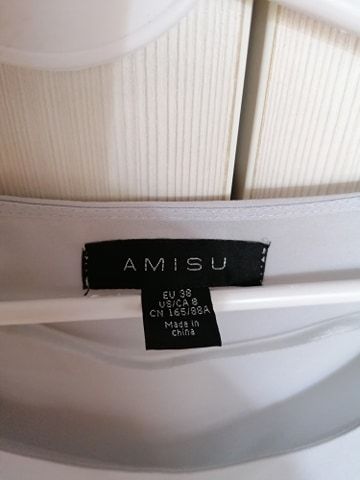 AMISU
EU 38
US/CA 8
CN 165/88A
Made in
China